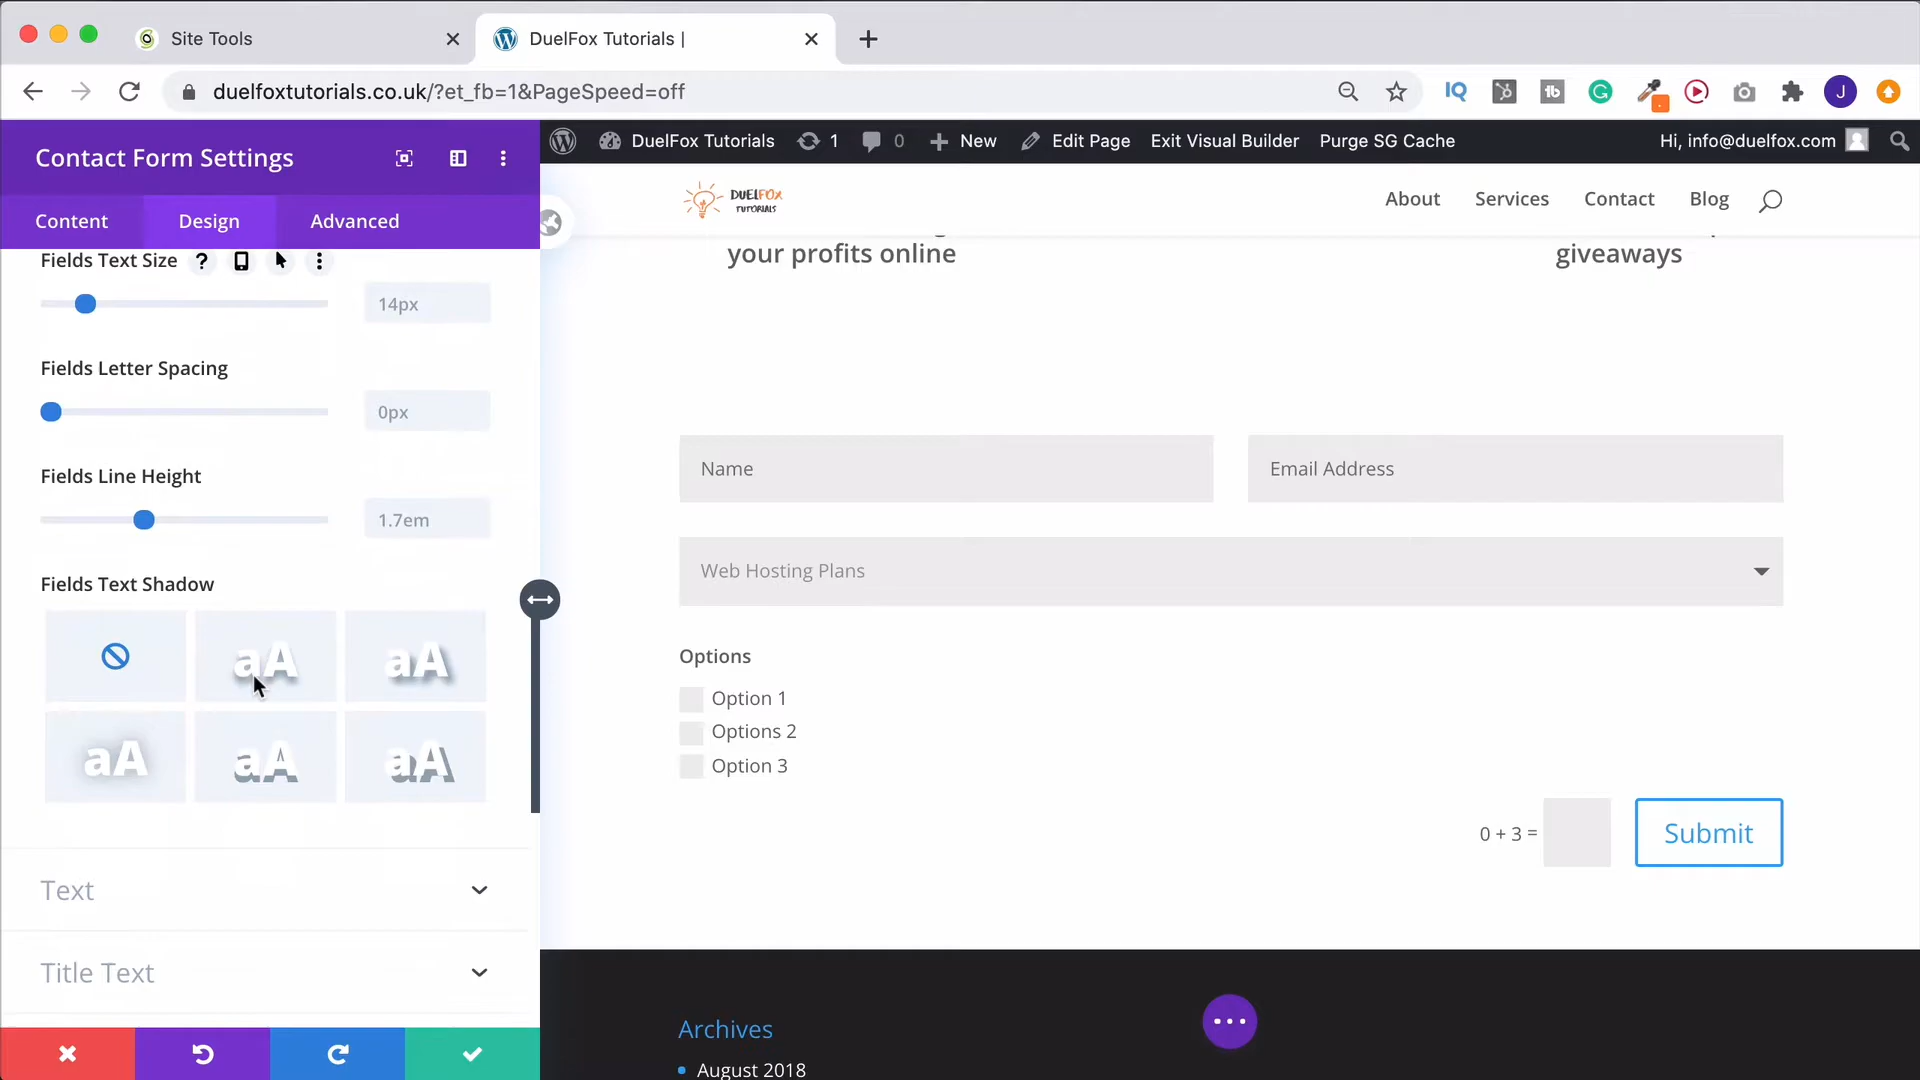 Site Tools
DuelFox Tutorials |
duelfoxtutorials.co.uk/?et_fb=1&PageSpeed=off
IQ
tb
J
Contact Form Settings
DuelFox Tutorials
1
0
New
Edit Page
Exit Visual Builder
Purge SG Cache
Hi, info@duelfox.com
Content
Design
Advanced
DUELFOX
TUTORIALS
About
Services
Contact
Blog
your profits online
giveaways
Fields Text Size
?
14px
Fields Letter Spacing
0px
Fields Line Height
1.7em
Fields Text Shadow
aA
aA
aA
aA
aA
Text
Title Text
Name
Email Address
Web Hosting Plans
Options
Option 1
Options 2
Option 3
0 + 3 =
Submit
Archives
August 2018